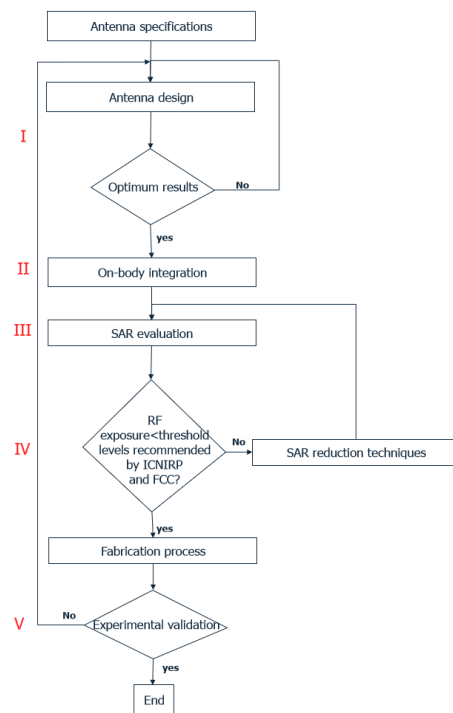 Antenna specifications
Antenna design
I
Optimum results
No
yes
II
On-body integration
III
SAR evaluation
RF
exposure<threshold
levels recommended
by ICNIRP
and FCC?
IV
No
SAR reduction techniques
yes
Fabrication process
No
V
Experimental validation
yes
End